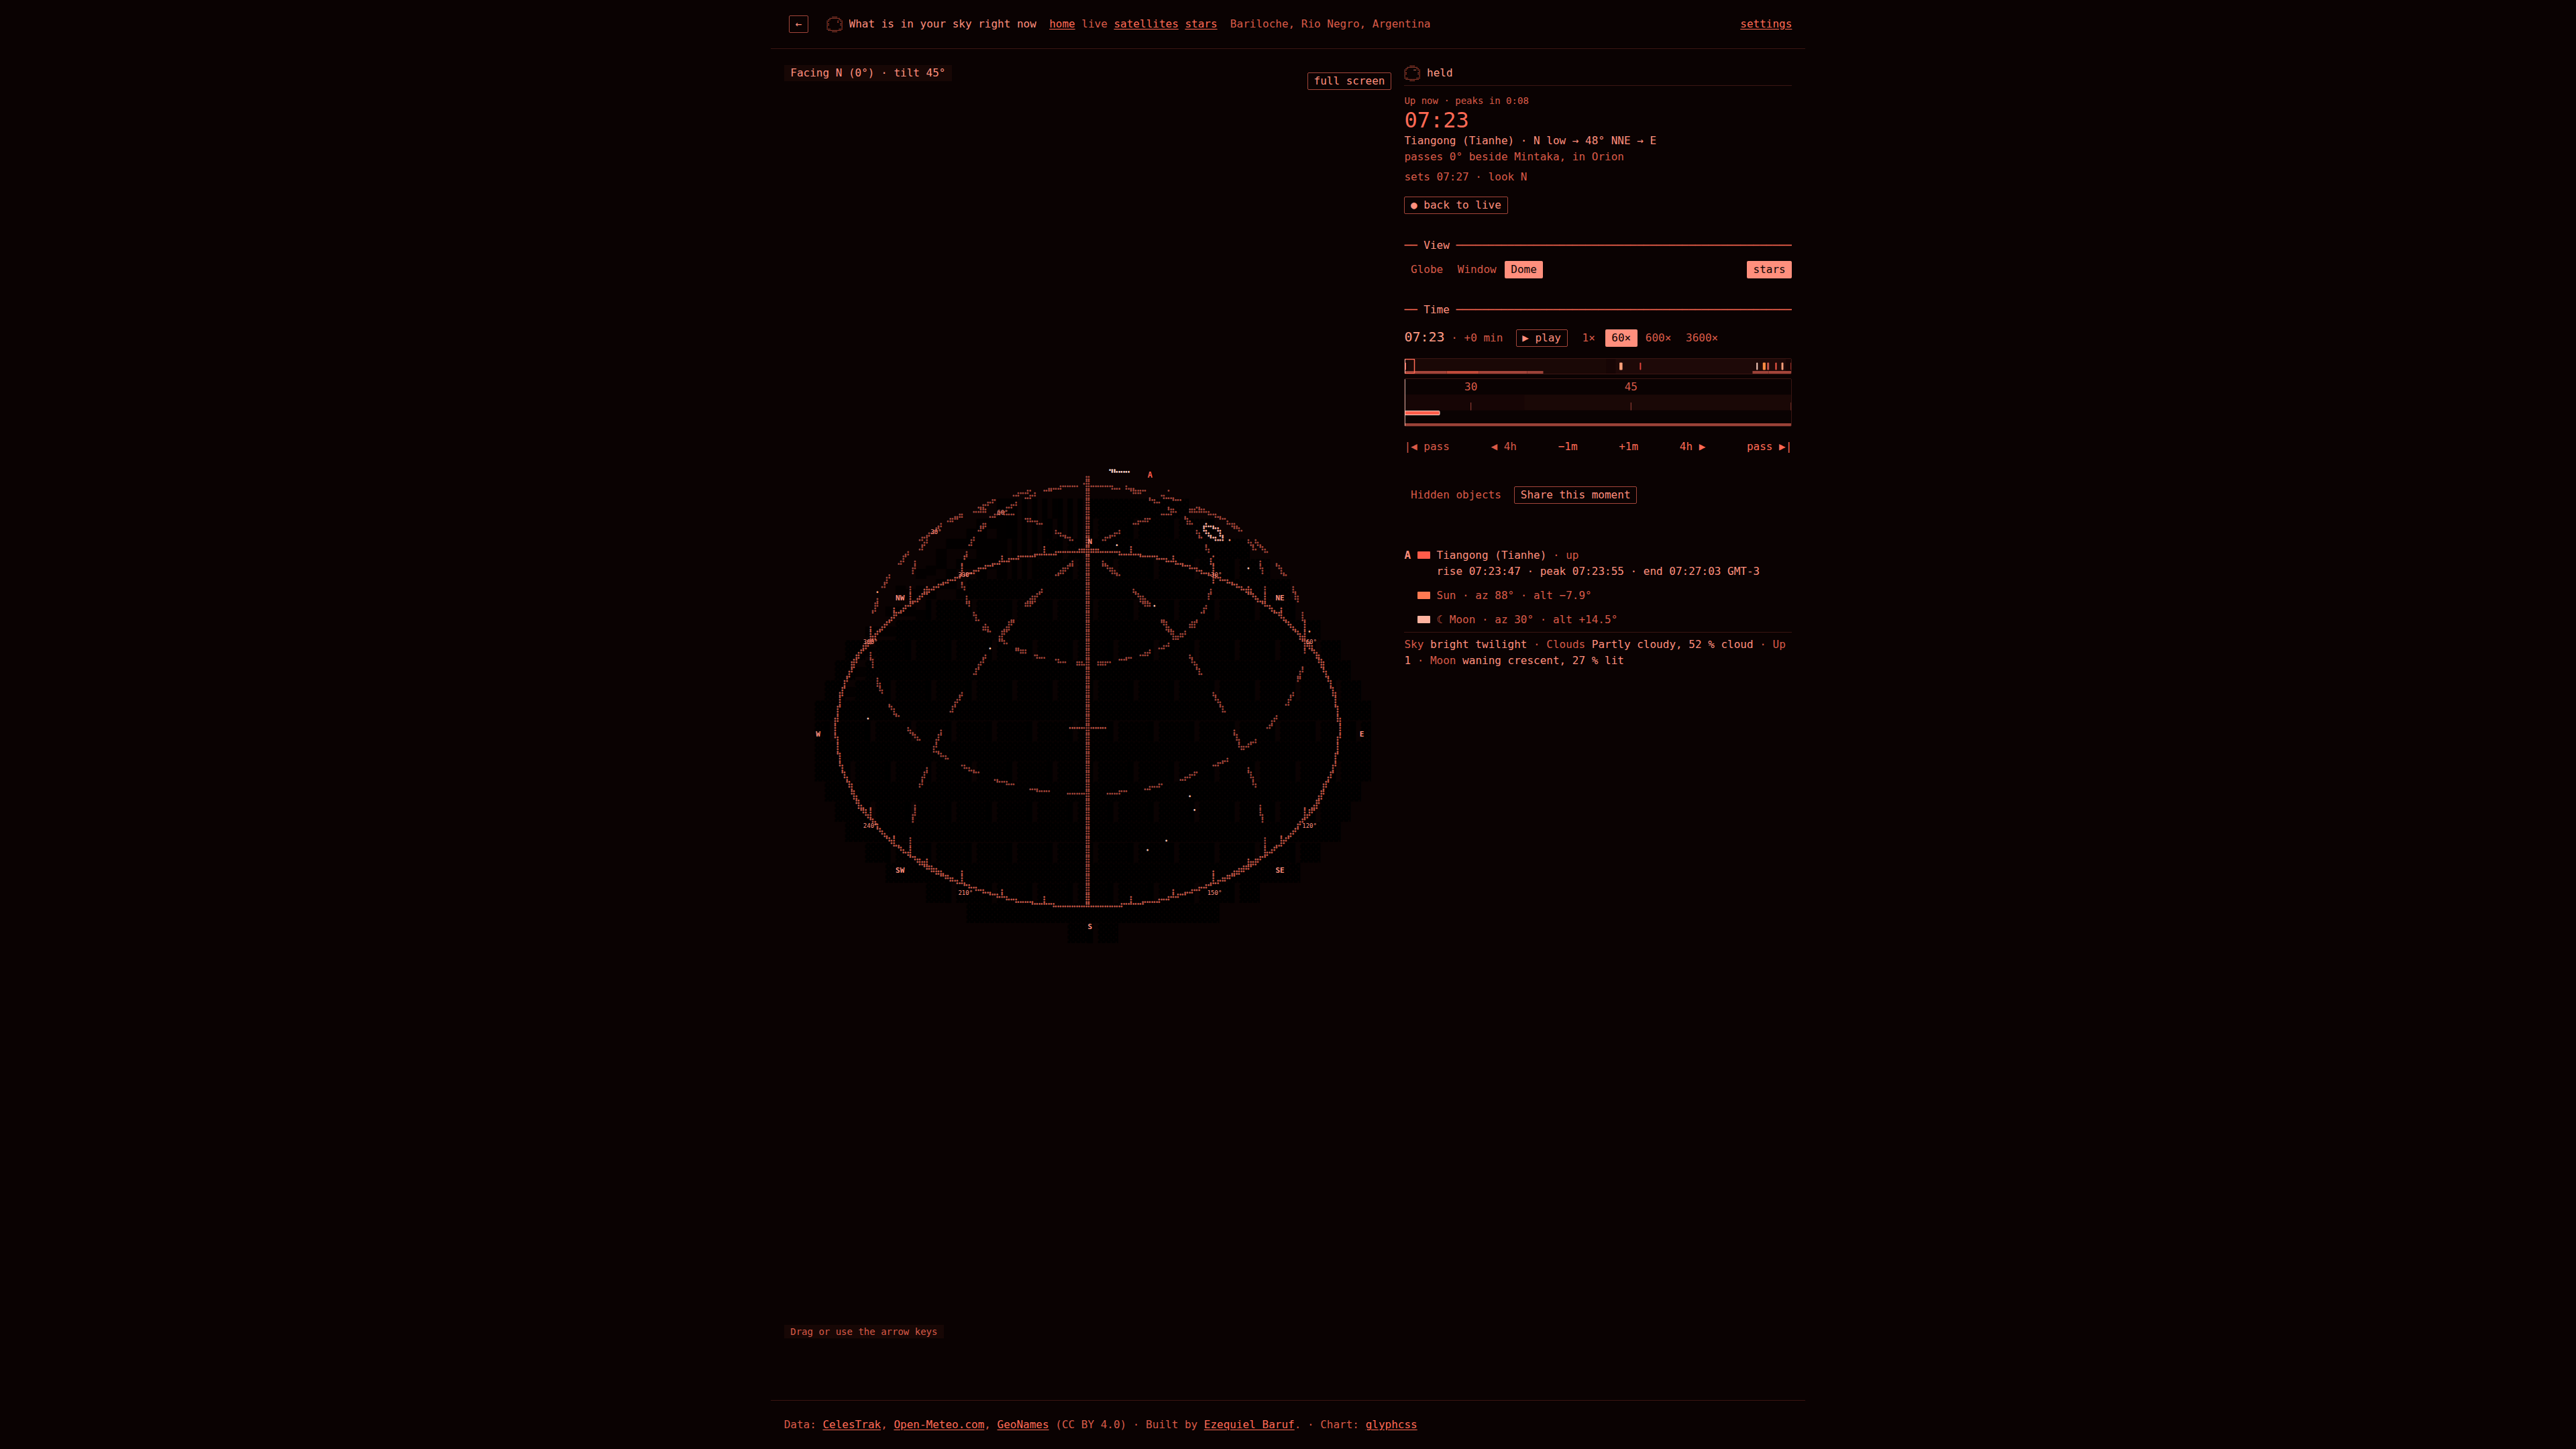 ← What is in your sky right now home live satellites stars Bariloche, Rio Negro, Argentina settings
Facing N (0°) · tilt 45°
full screen
held
Up now · peaks in 0:08
07:23
Tiangong (Tianhe) · N low → 48° NNE → E
passes 0° beside Mintaka, in Orion
sets 07:27 · look N
● back to live
View
Globe Window Dome stars
Time
07:23 · +0 min ▶ play 1× 60× 600× 3600×
30 45
|◀ pass ◀ 4h −1m +1m 4h ▶ pass ▶|
Hidden objects Share this moment
A Tiangong (Tianhe) · up
rise 07:23:47 · peak 07:23:55 · end 07:27:03 GMT-3
Sun · az 88° · alt −7.9°
☾ Moon · az 30° · alt +14.5°
Sky bright twilight · Clouds Partly cloudy, 52 % cloud · Up
1 · Moon waning crescent, 27 % lit
A
N
NW
NE
W
E
240°
120°
SW
SE
210°
150°
S
Drag or use the arrow keys
Data: CelesTrak, Open-Meteo.com, GeoNames (CC BY 4.0) · Built by Ezequiel Baruf. · Chart: glyphcss